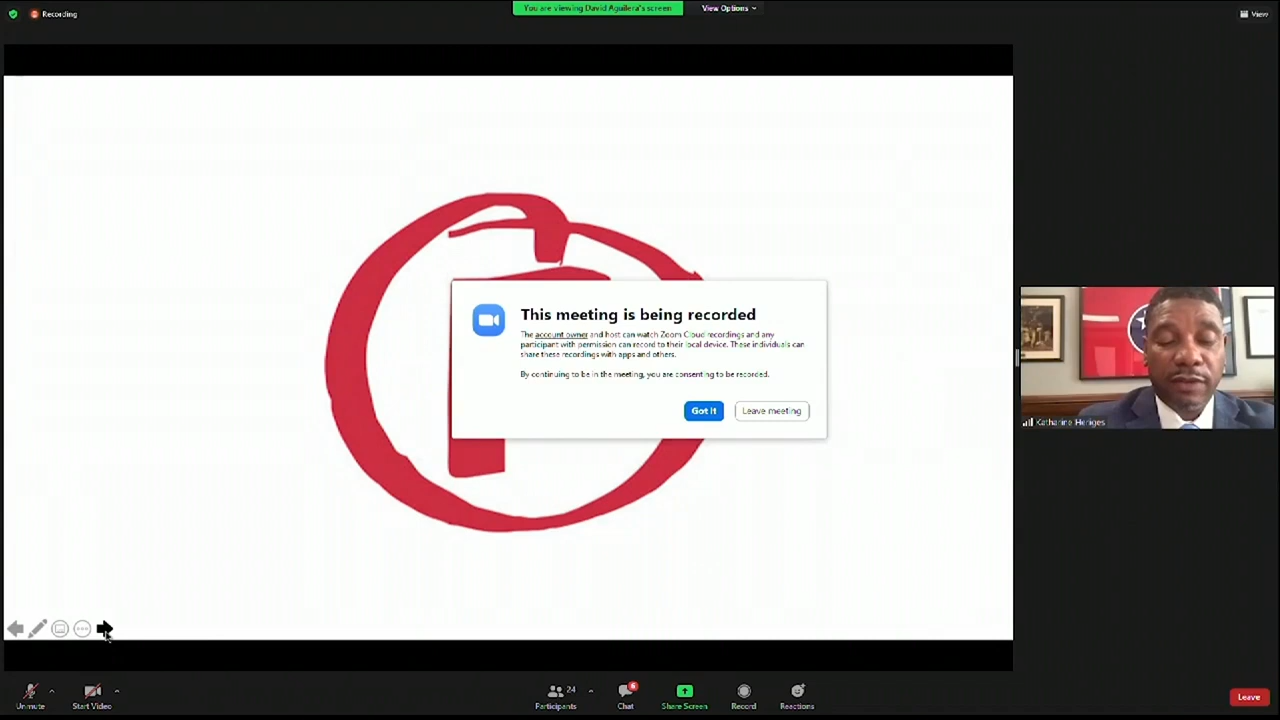 Recording
You are viewing David Aguilera's screen
View Options
View
This meeting is being recorded
The account owner and host can watch Zoom Cloud recordings and any
participant with permission can record to their local device. These individuals can
share these recordings with apps and others.
By continuing to be in the meeting, you are consenting to be recorded.
Got it
Leave meeting
Katharine Heriges
Unmute
Start Video
24
Participants
6
Chat
Share Screen
Record
Reactions
Leave